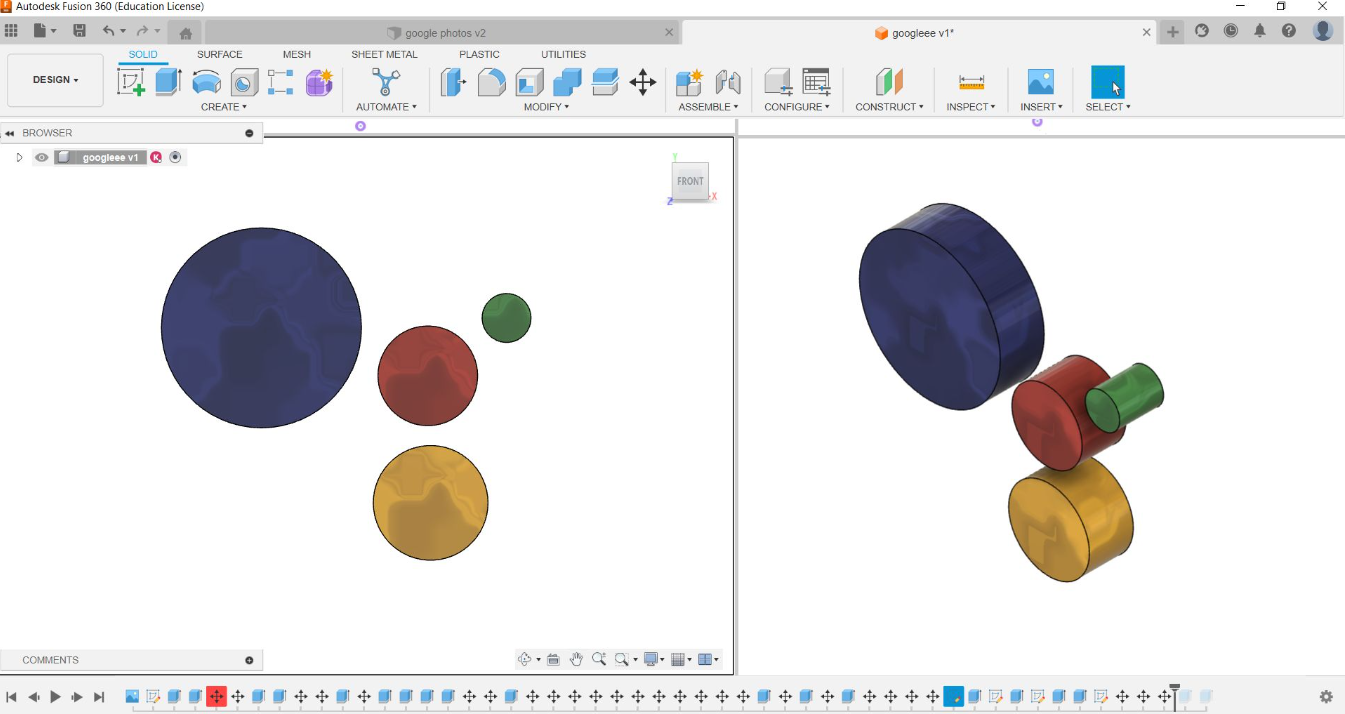 Autodesk Fusion 360 (Education License)
google photos v2
googleee v1*
SOLID SURFACE MESH SHEET METAL PLASTIC UTILITIES
DESIGN
CREATE AUTOMATE MODIFY ASSEMBLE CONFIGURE CONSTRUCT INSPECT INSERT SELECT
BROWSER
googleee v1 K
Y
FRONT
Z X
COMMENTS